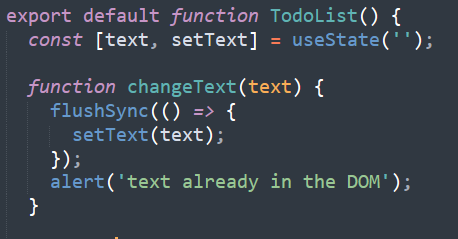 export default function TodoList() {
  const [text, setText] = useState('');

  function changeText(text) {
    flushSync(() => {
      setText(text);
    });
    alert('text already in the DOM');
  }